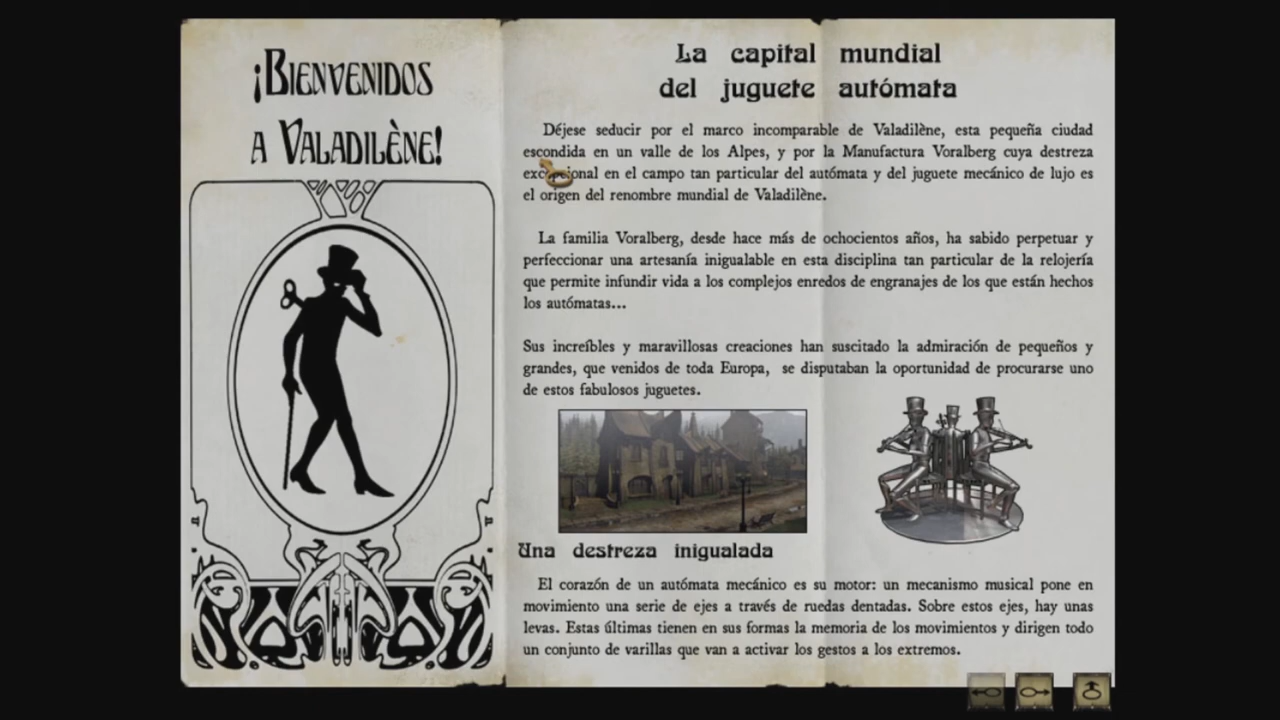 ¡BIENVENIDOS
A VALADILÈNE!
La capital mundial
del juguete autómata
Déjese seducir por el marco incomparable de Valadilène, esta pequeña ciudad
escondida en un valle de los Alpes, y por la Manufactura Voralberg cuya destreza
excepcional en el campo tan particular del autómata y del juguete mecánico de lujo es
el origen del renombre mundial de Valadilène.
La familia Voralberg, desde hace más de ochocientos años, ha sabido perpetuar y
perfeccionar una artesanía inigualable en esta disciplina tan particular de la relojería
que permite infundir vida a los complejos enredos de engranajes de los que están hechos
los autómatas...
Sus increíbles y maravillosas creaciones han suscitado la admiración de pequeños y
grandes, que venidos de toda Europa, se disputaban la oportunidad de procurarse uno
de estos fabulosos juguetes.
Una destreza inigualada
El corazón de un autómata mecánico es su motor: un mecanismo musical pone en
movimiento una serie de ejes a través de ruedas dentadas. Sobre estos ejes, hay unas
levas. Estas últimas tienen en sus formas la memoria de los movimientos y dirigen todo
un conjunto de varillas que van a activar los gestos a los extremos.